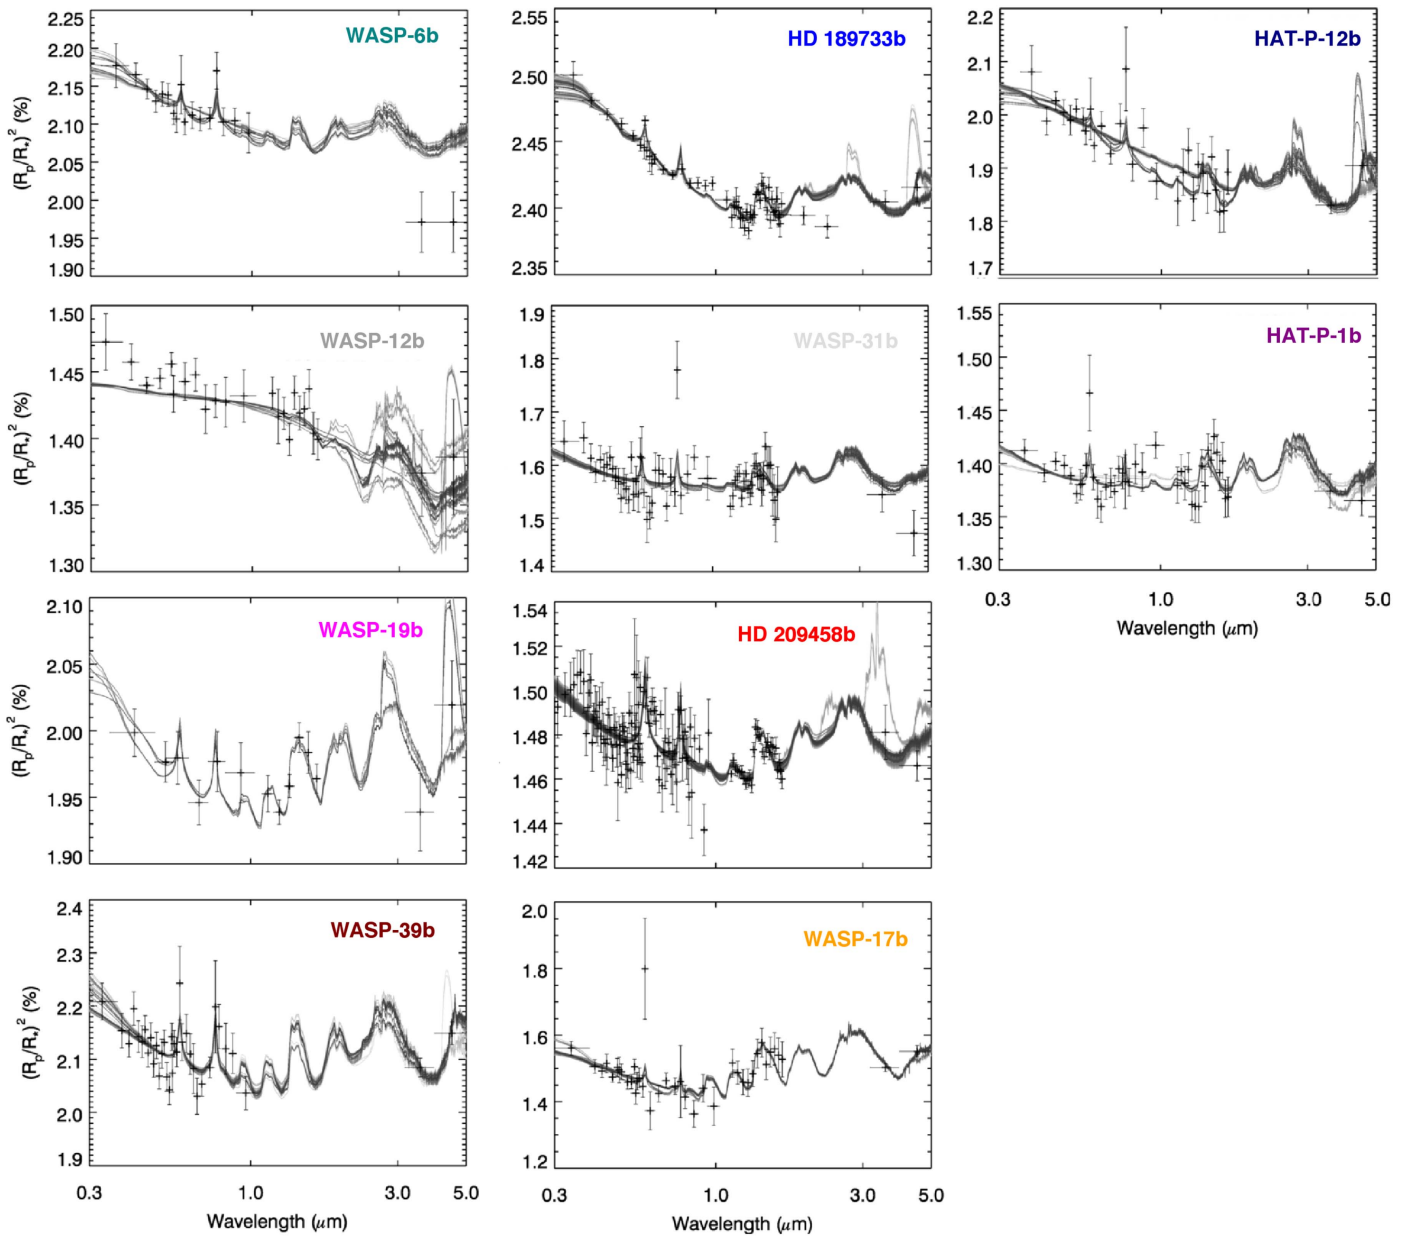 WASP-6b
2.25
2.20
2.15
2.10
2.05
2.00
1.95
1.90
(Rp/R*)² (%)
HD 189733b
2.55
2.50
2.45
2.40
2.35
HAT-P-12b
2.2
2.1
2.0
1.9
1.8
1.7
WASP-12b
1.50
1.45
1.40
1.35
1.30
(Rp/R*)² (%)
WASP-31b
1.9
1.8
1.7
1.6
1.5
1.4
HAT-P-1b
1.55
1.50
1.45
1.40
1.35
1.30
0.3 1.0 3.0 5.0
Wavelength (μm)
WASP-19b
2.10
2.05
2.00
1.95
1.90
(Rp/R*)² (%)
HD 209458b
1.54
1.52
1.50
1.48
1.46
1.44
1.42
WASP-39b
2.4
2.3
2.2
2.1
2.0
1.9
(Rp/R*)² (%)
0.3 1.0 3.0 5.0
Wavelength (μm)
WASP-17b
2.0
1.8
1.6
1.4
1.2
0.3 1.0 3.0 5.0
Wavelength (μm)